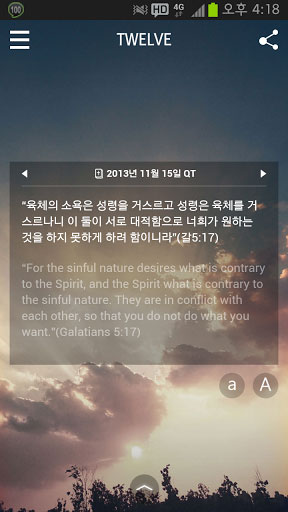 100 HD 4G 오후 4:18
TWELVE
2013년 11월 15일 QT
“육체의 소욕은 성령을 거스르고 성령은 육체를 거
스르나니 이 둘이 서로 대적함으로 너희가 원하는
것을 하지 못하게 하려 함이니라”(갈5:17)
“For the sinful nature desires what is contrary
to the Spirit, and the Spirit what is contrary to
the sinful nature. They are in conflict with
each other, so that you do not do what you
want.”(Galatians 5:17)
a A